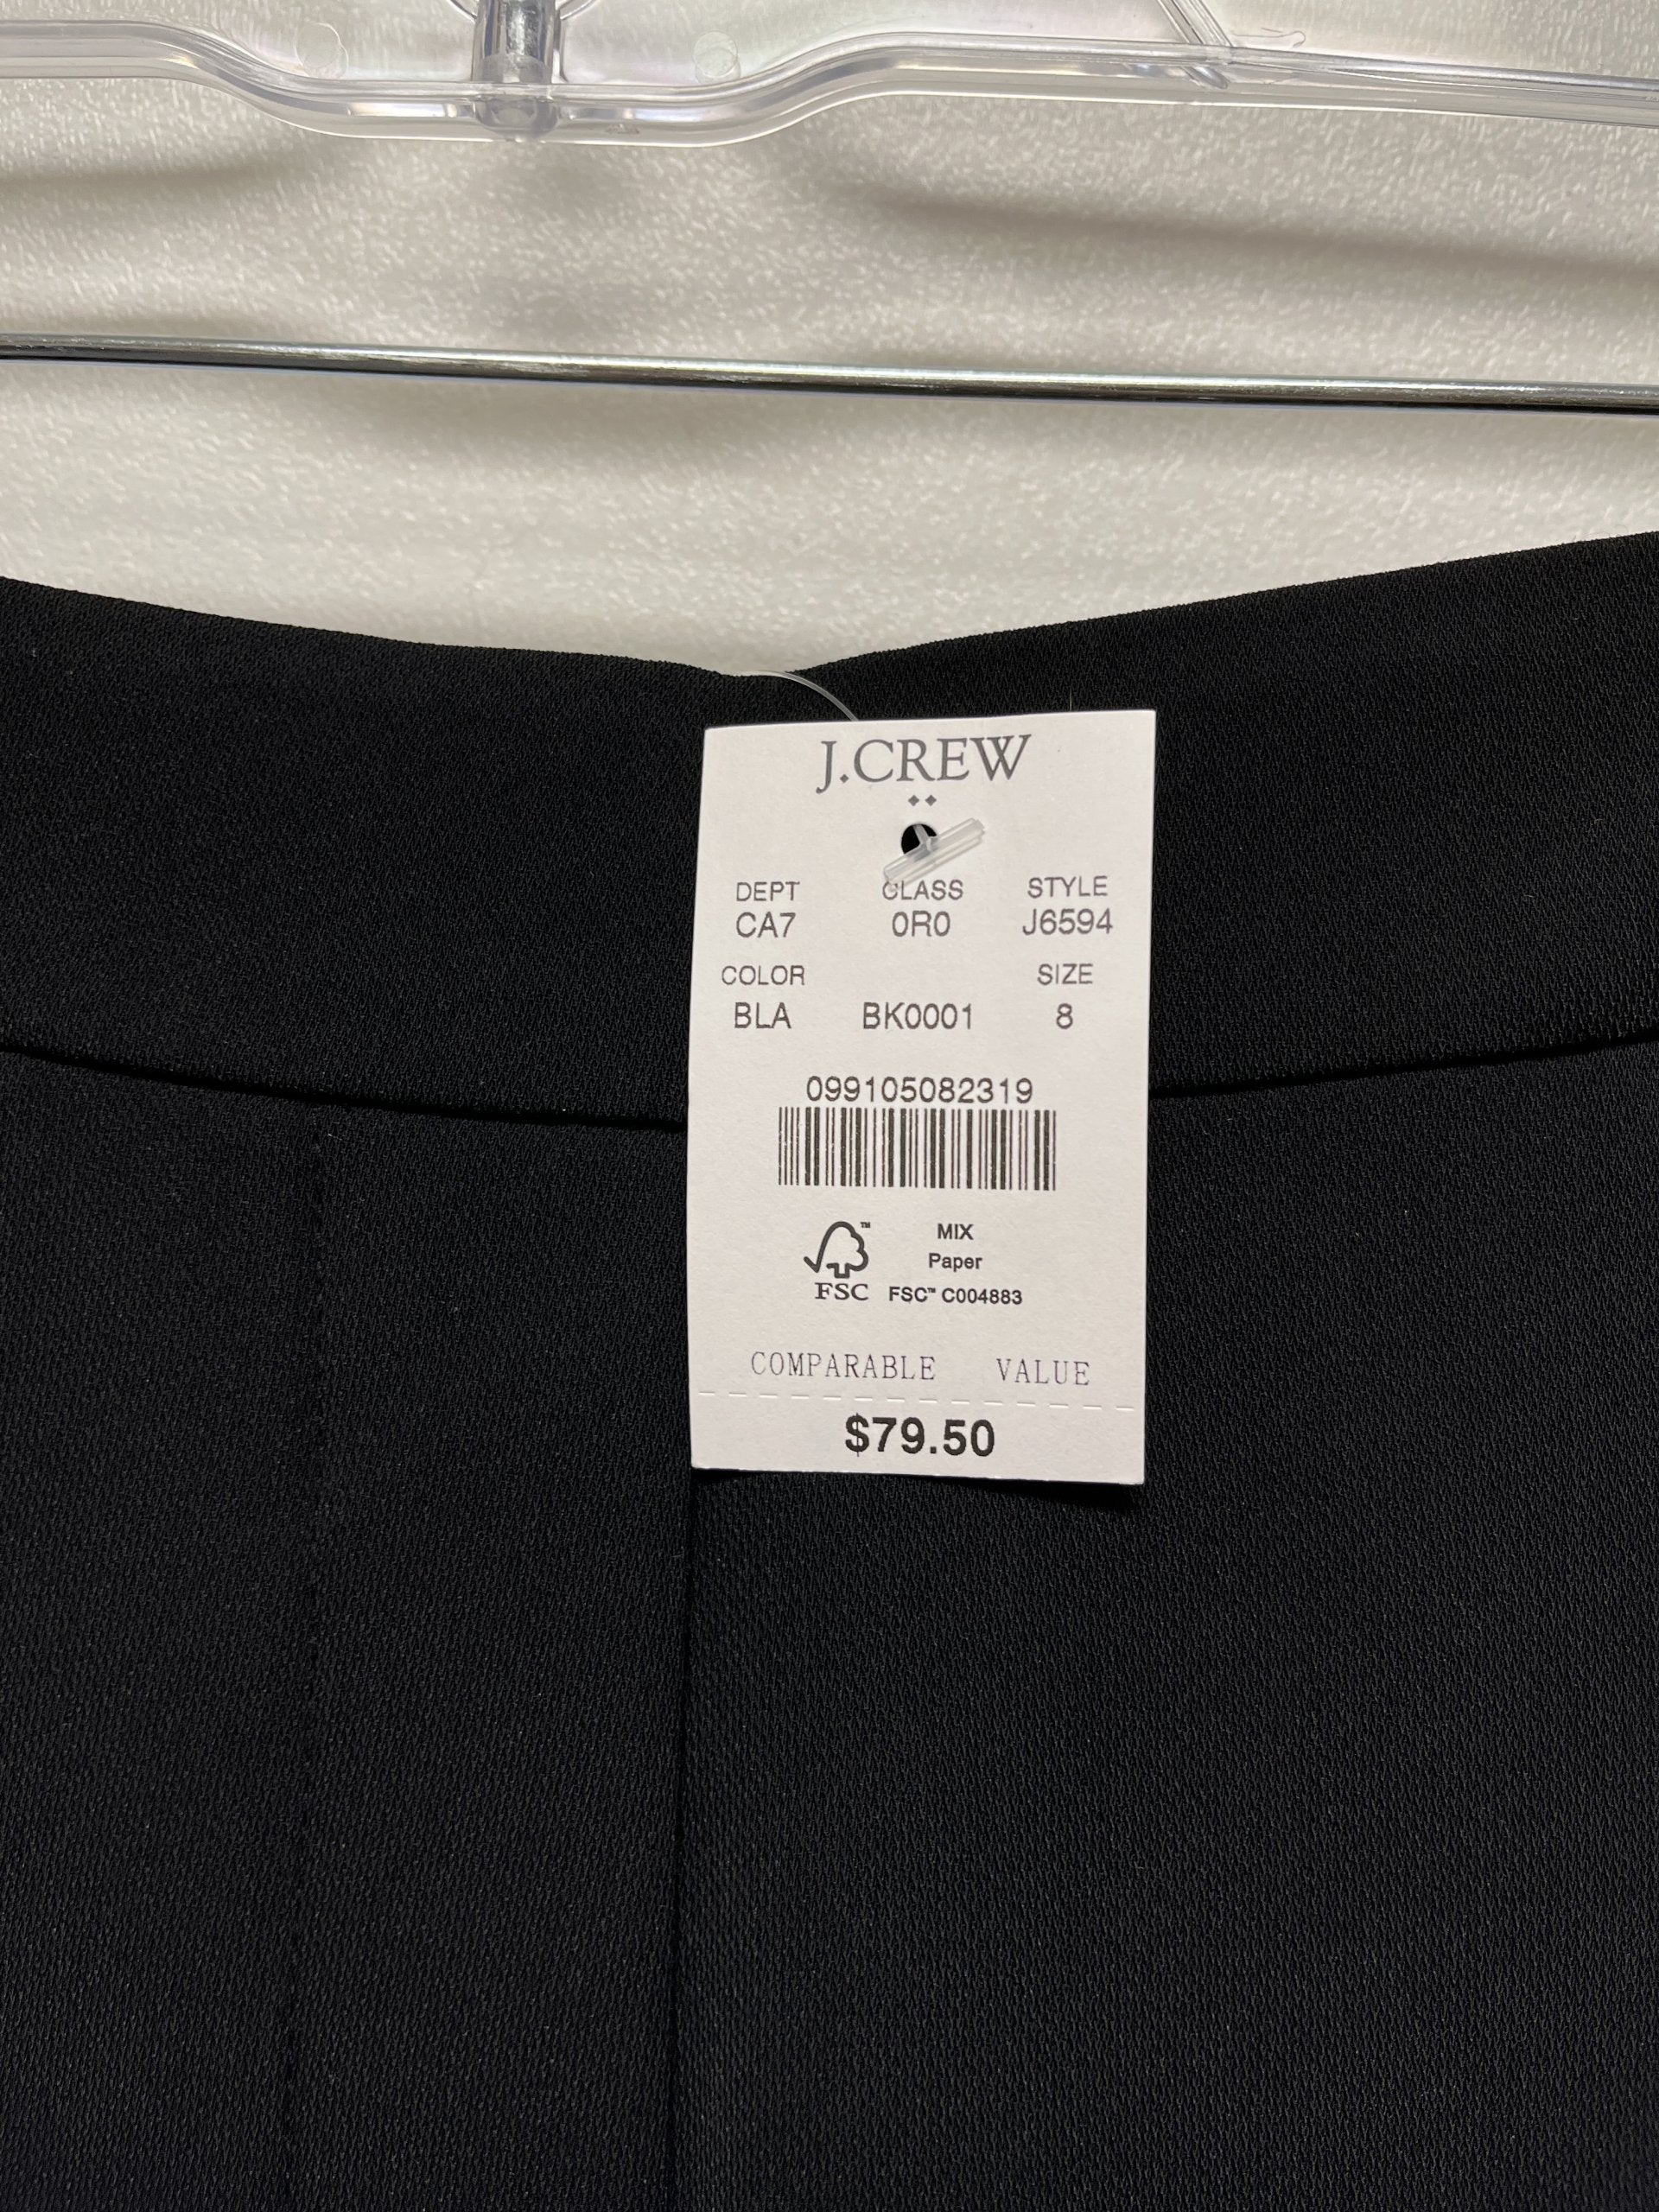 J.CREW
DEPT CLASS STYLE
CA7 0R0 J6594
COLOR SIZE
BLA BK0001 8
099105082319
MIX
Paper
FSC FSC™ C004883
COMPARABLE VALUE
$79.50